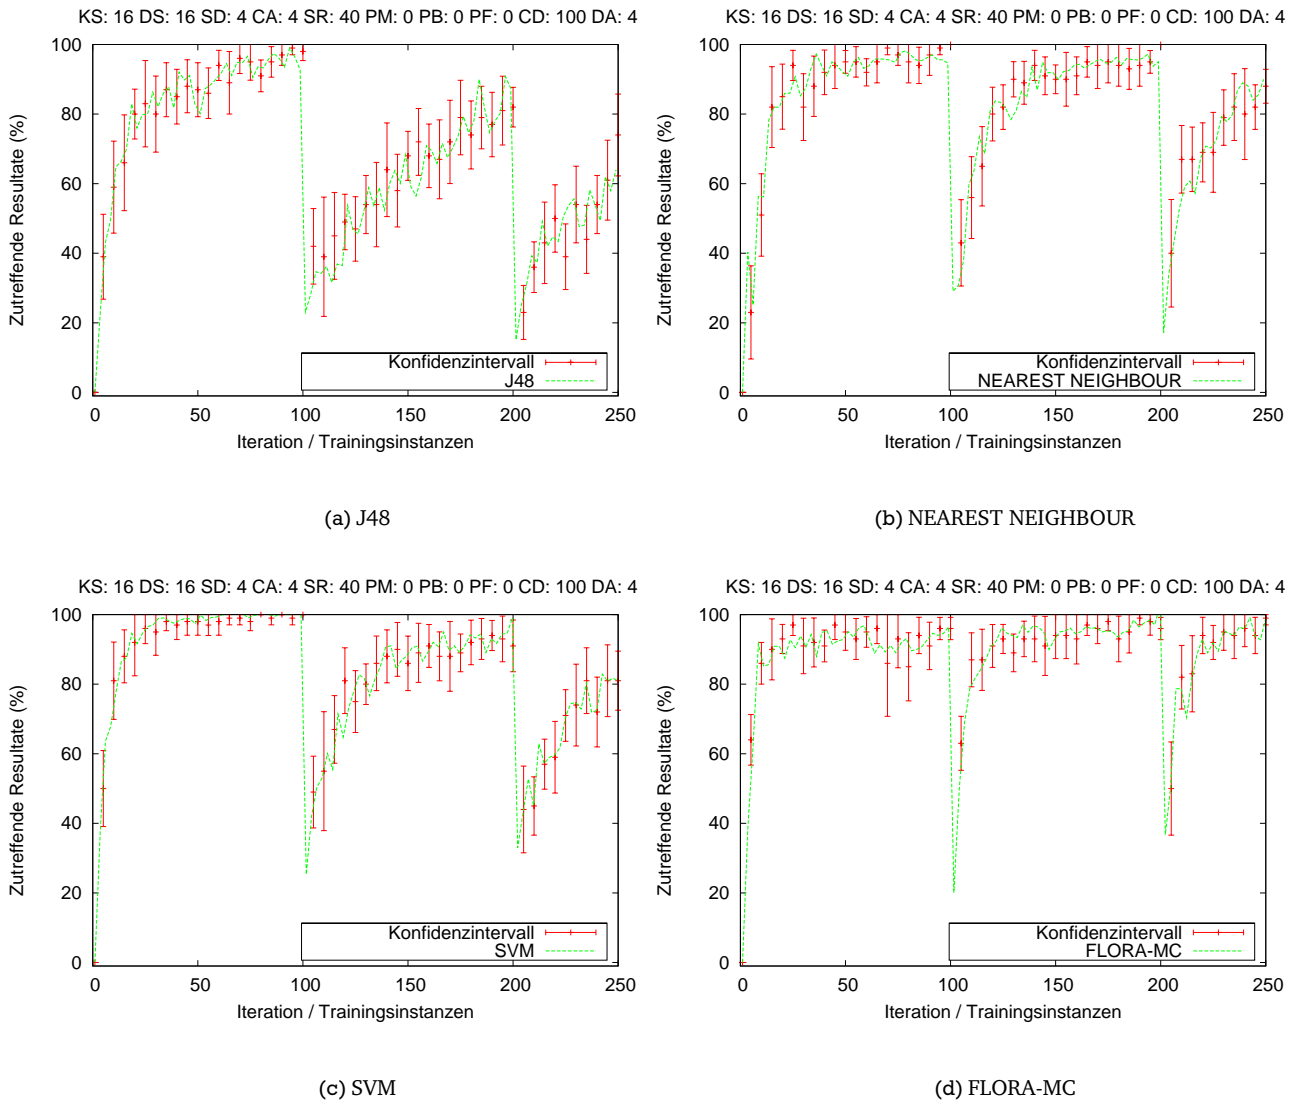 KS: 16 DS: 16 SD: 4 CA: 4 SR: 40 PM: 0 PB: 0 PF: 0 CD: 100 DA: 4
100
80
60
40
20
0
Zutreffende Resultate (%)
Konfidenzintervall
J48
0 50 100 150 200 250
Iteration / Trainingsinstanzen
(a) J48
KS: 16 DS: 16 SD: 4 CA: 4 SR: 40 PM: 0 PB: 0 PF: 0 CD: 100 DA: 4
100
80
60
40
20
0
Zutreffende Resultate (%)
Konfidenzintervall
NEAREST NEIGHBOUR
0 50 100 150 200 250
Iteration / Trainingsinstanzen
(b) NEAREST NEIGHBOUR
KS: 16 DS: 16 SD: 4 CA: 4 SR: 40 PM: 0 PB: 0 PF: 0 CD: 100 DA: 4
100
80
60
40
20
0
Zutreffende Resultate (%)
Konfidenzintervall
SVM
0 50 100 150 200 250
Iteration / Trainingsinstanzen
(c) SVM
KS: 16 DS: 16 SD: 4 CA: 4 SR: 40 PM: 0 PB: 0 PF: 0 CD: 100 DA: 4
100
80
60
40
20
0
Zutreffende Resultate (%)
Konfidenzintervall
FLORA-MC
0 50 100 150 200 250
Iteration / Trainingsinstanzen
(d) FLORA-MC